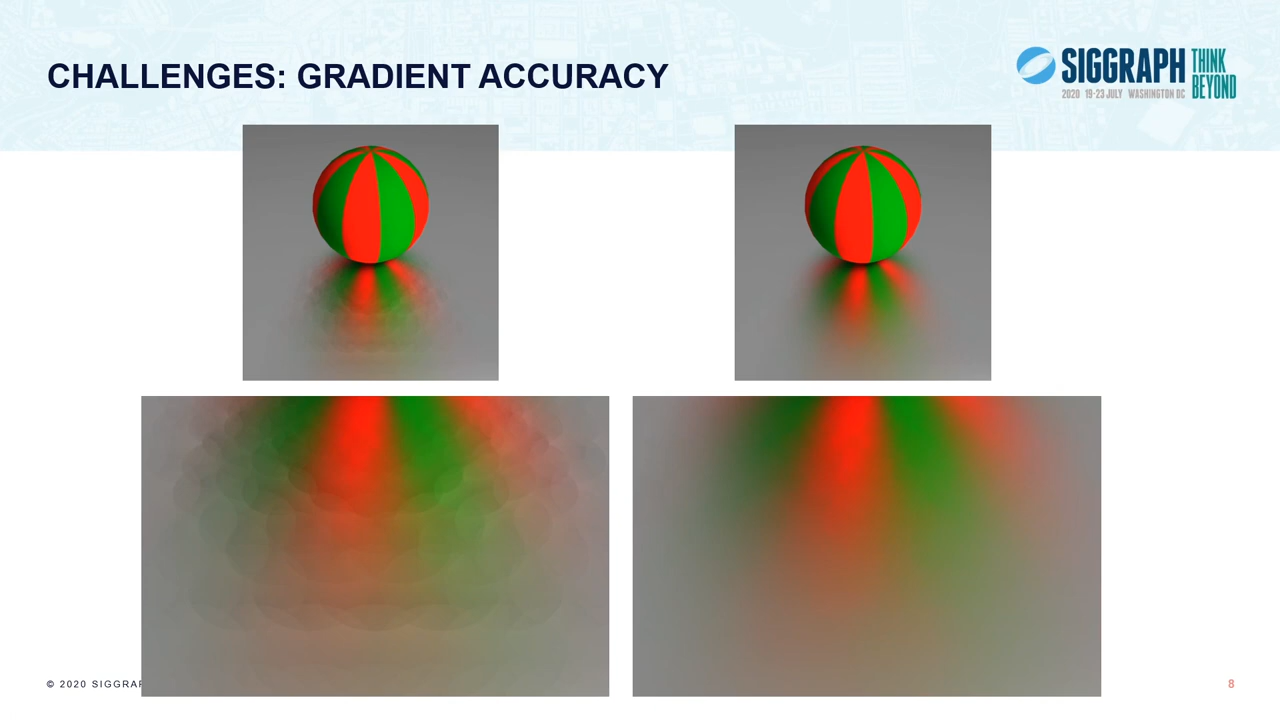 CHALLENGES: GRADIENT ACCURACY
SIGGRAPH THINK BEYOND
2020 19-23 JULY WASHINGTON DC
© 2020 SIGGRAP
8